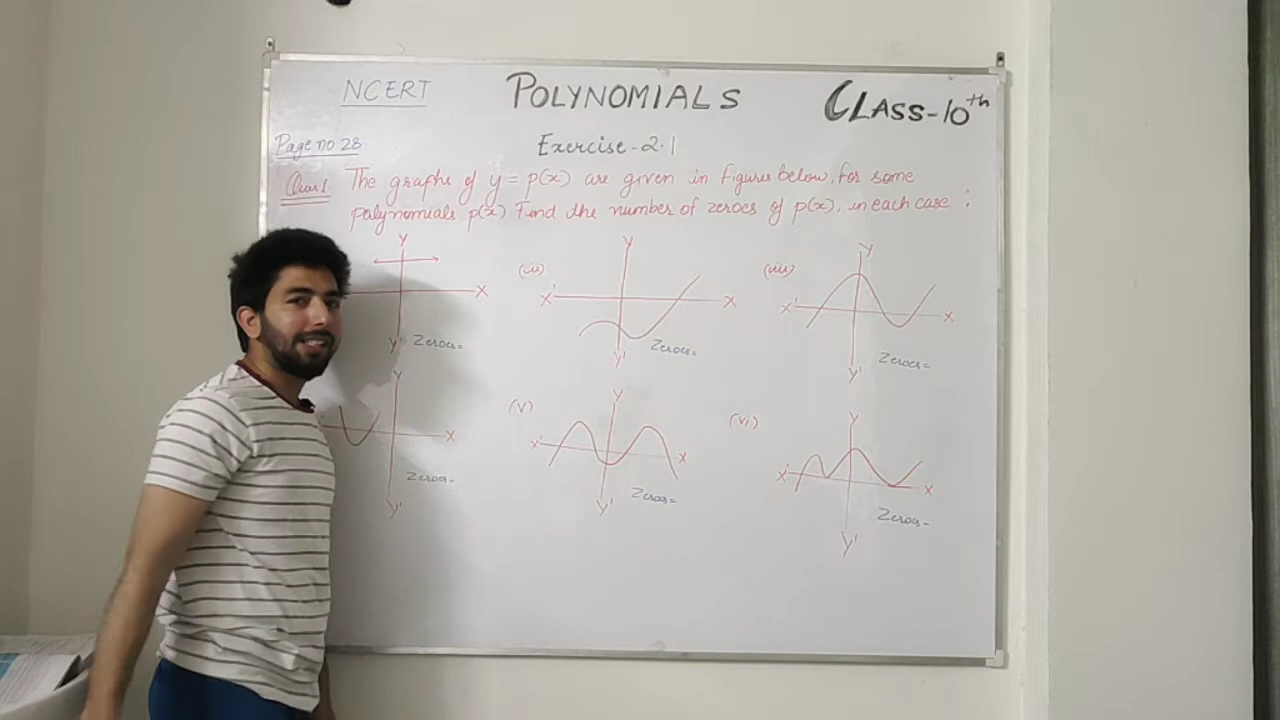 NCERT POLYNOMIALS CLASS-10th
Page no 28 Exercise-2.1
Ques 1 The graphs of y = p(x) are given in figures below, for some
polynomials p(x) Find the number of zeroes of p(x), in each case :
Y
X
Y'
Zeroes=
(ii)
Y
X'
X
Y'
Zeroes=
(iii)
Y
X'
X
Y'
Zeroes=
Y
X
Y'
Zeroes=
(v)
Y
X'
X
Y'
Zeroes=
(vi)
Y
X'
X
Y'
Zeroes=